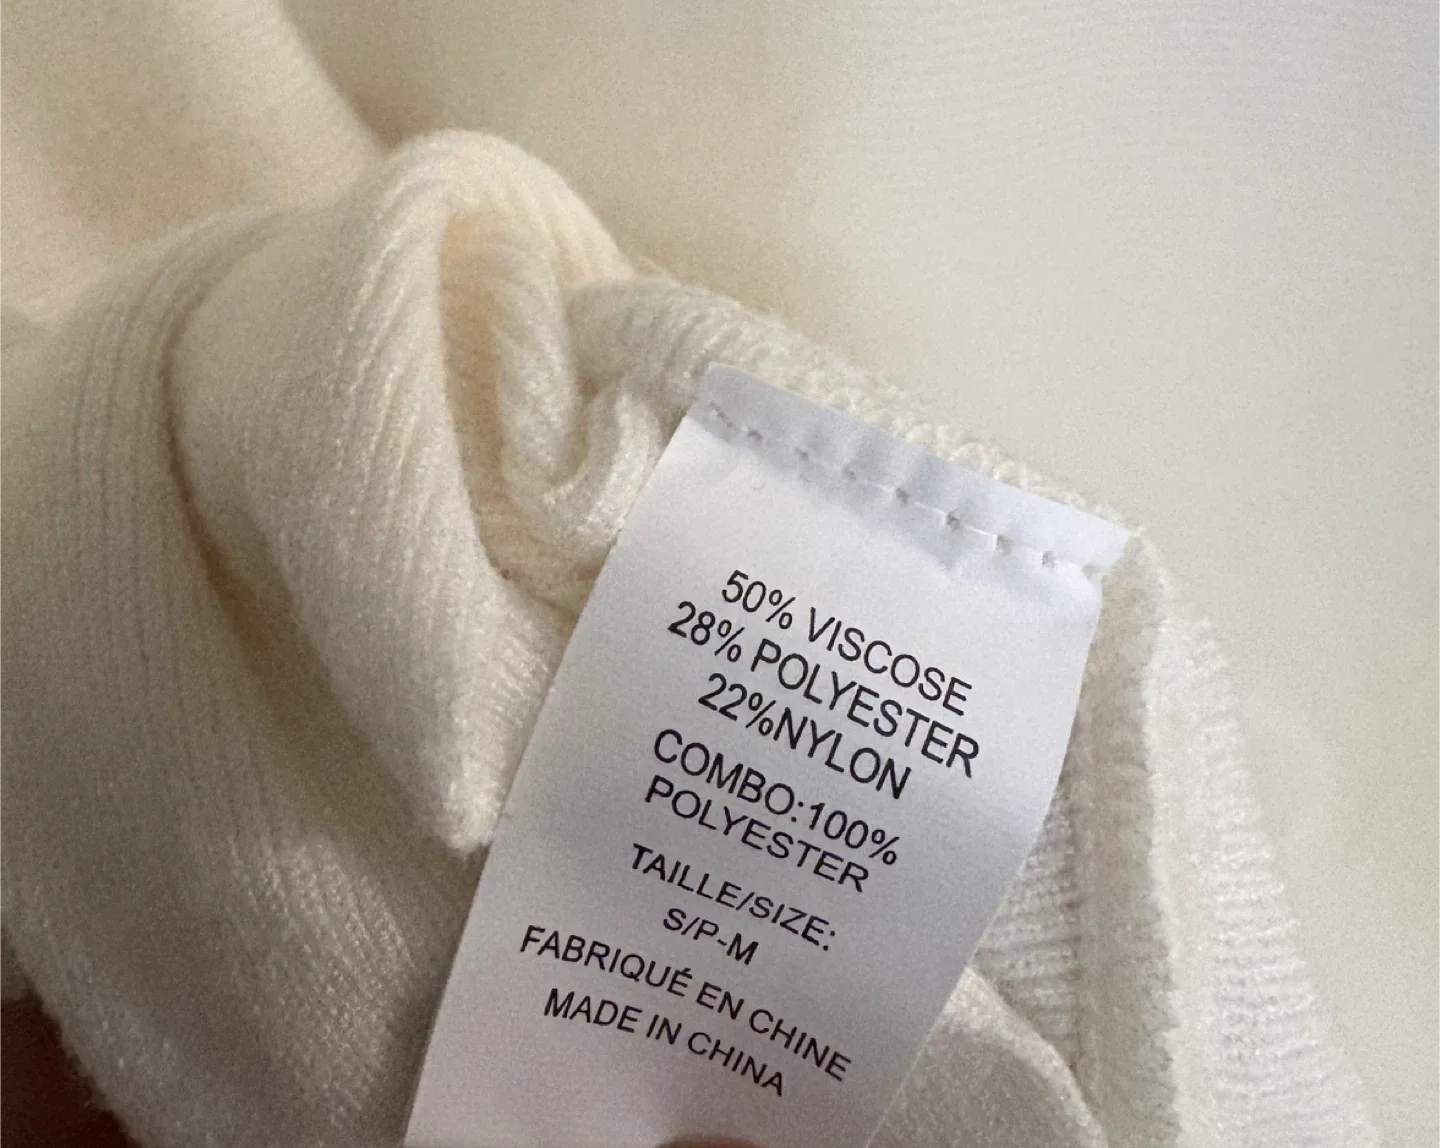 50% VISCOSE
28% POLYESTER
22%NYLON
COMBO:100%
POLYESTER
TAILLE/SIZE:
S/P-M
FABRIQUÉ EN CHINE
MADE IN CHINA